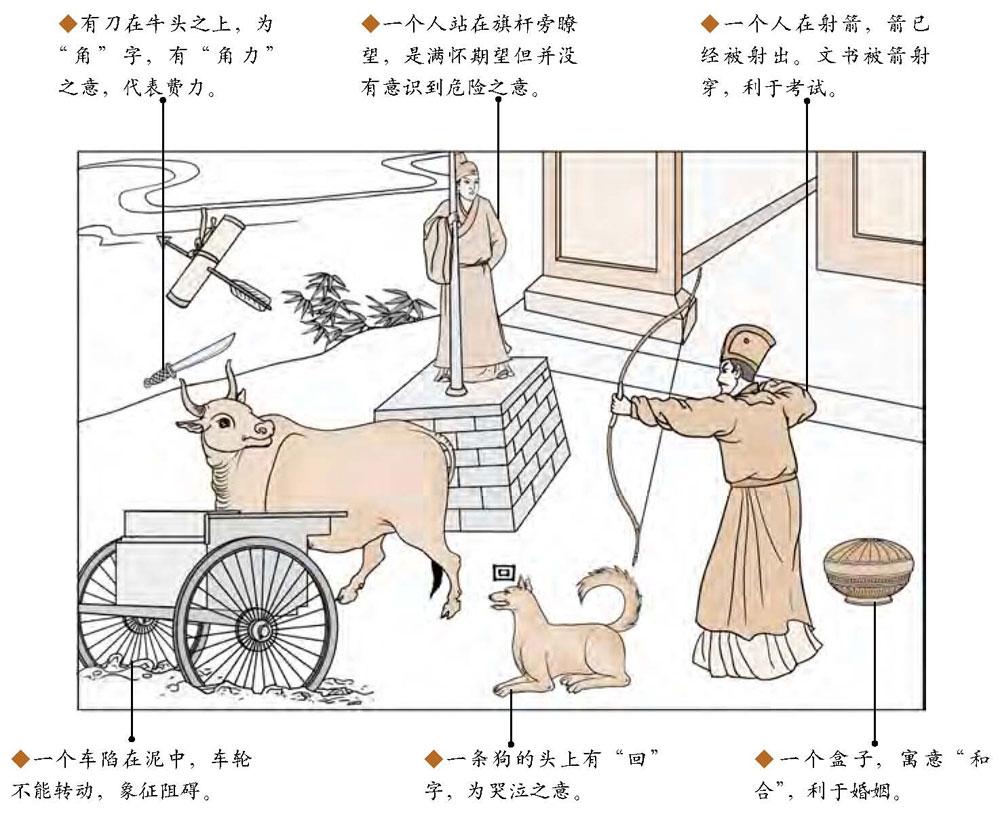 ◆有刀在牛头之上，为
“角”字，有“角力”
之意，代表费力。
◆一个人站在旗杆旁瞭
望，是满怀期望但并没
有意识到危险之意。
◆一个人在射箭，箭已
经被射出。文书被箭射
穿，利于考试。
回
◆一个车陷在泥中，车轮
不能转动，象征阻碍。
◆一条狗的头上有“回”
字，为哭泣之意。
◆一个盒子，寓意“和
合”，利于婚姻。